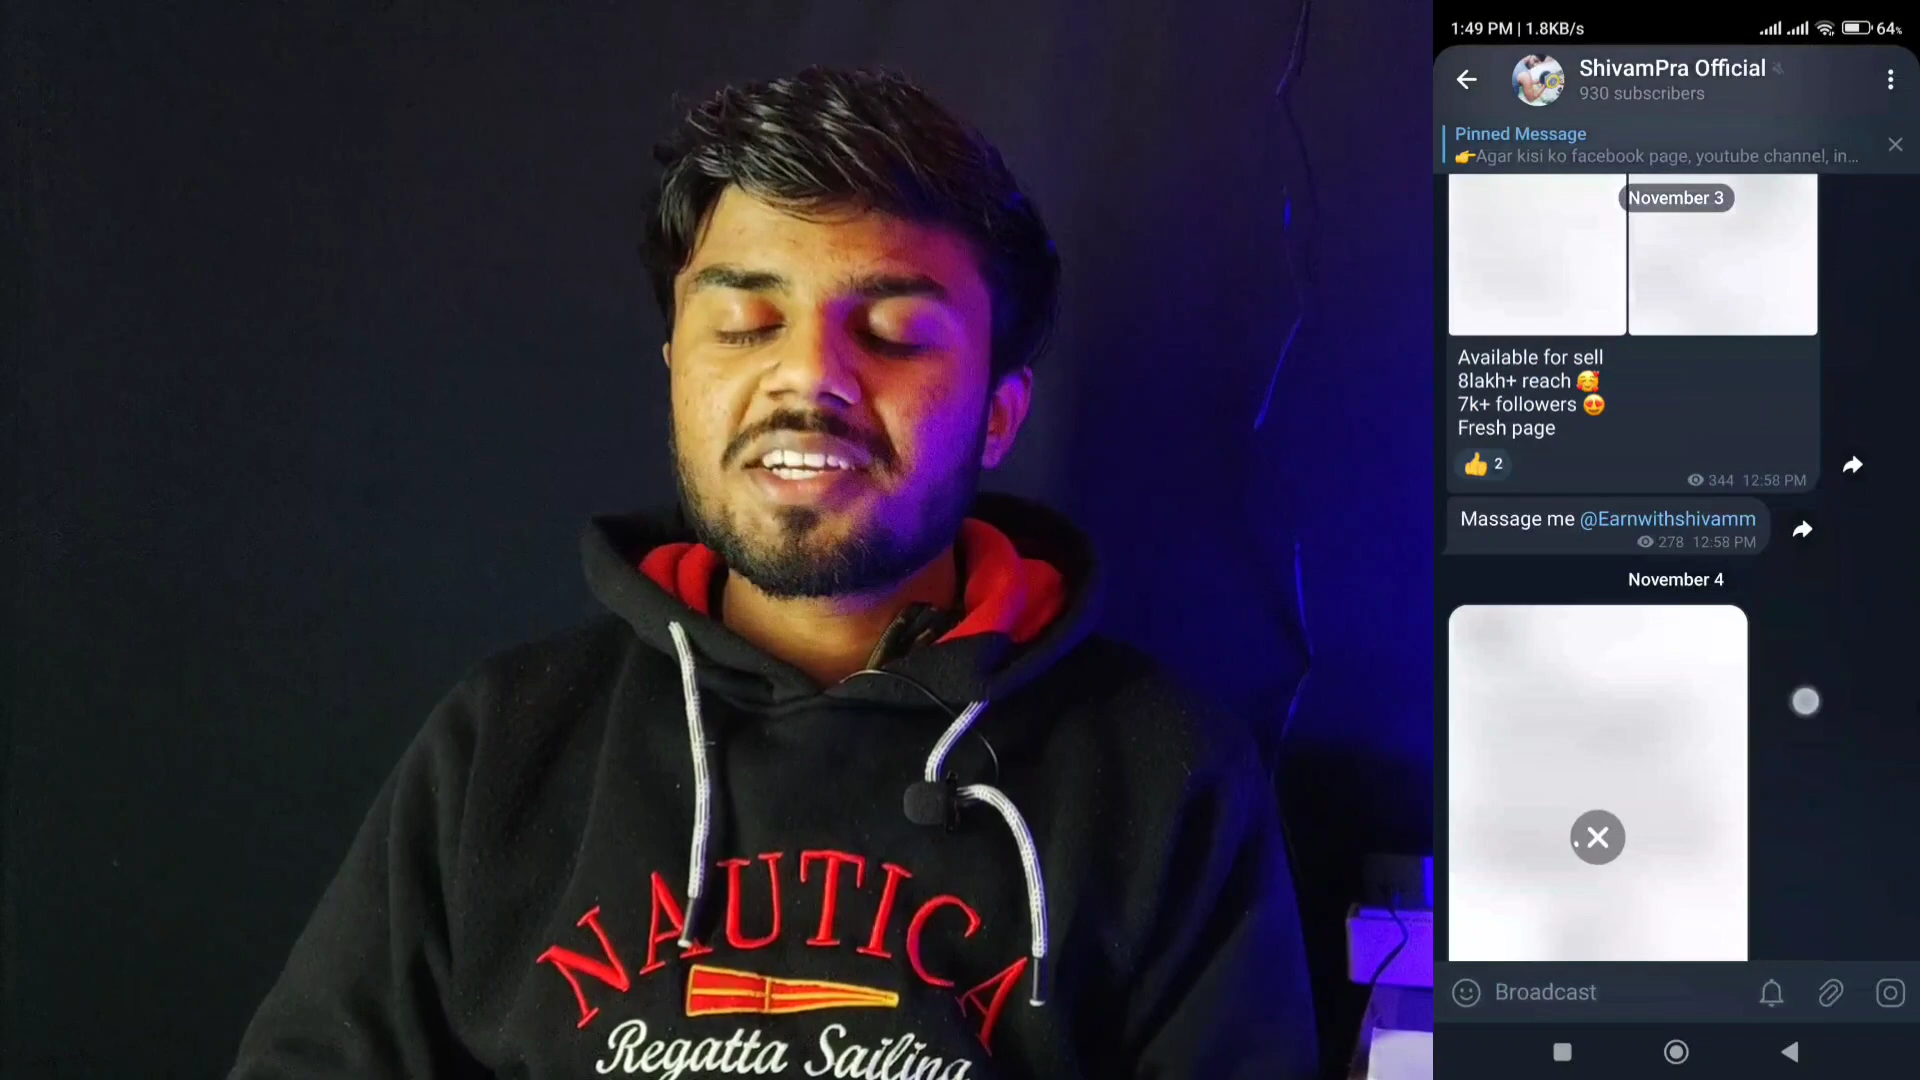 1:49 PM | 1.8KB/s
64%
ShivamPra Official
930 subscribers
Pinned Message
👉Agar kisi ko facebook page, youtube channel, in...
November 3
Available for sell
8lakh+ reach 🥰
7k+ followers 😍
Fresh page
👍 2
344 12:58 PM
Massage me @Earnwithshivamm
278 12:58 PM
November 4
Broadcast
NAUTICA
Regatta Sailing